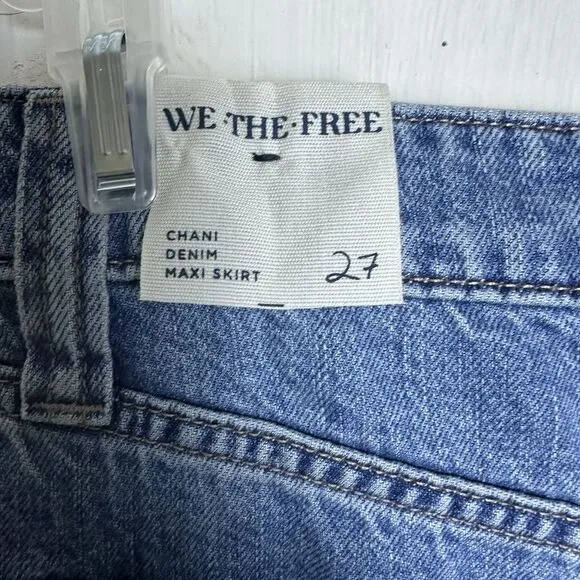 WE·THE·FREE
CHANI
DENIM
MAXI SKIRT 27